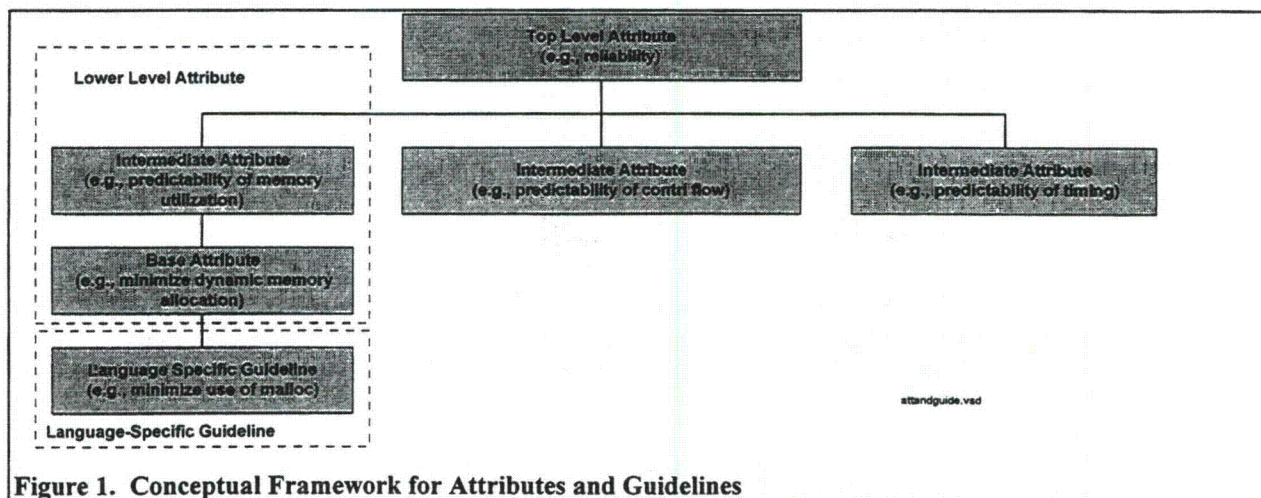 Top Level Attribute
(e.g., reliability)
Lower Level Attribute
Intermediate Attribute
(e.g., predictability of memory
utilization)
Intermediate Attribute
(e.g., predictability of contrl flow)
Intermediate Attribute
(e.g., predictability of timing)
Base Attribute
(e.g., minimize dynamic memory
allocation)
Language Specific Guideline
(e.g., minimize use of malloc)
attandguide.vsd
Language-Specific Guideline
Figure 1. Conceptual Framework for Attributes and Guidelines